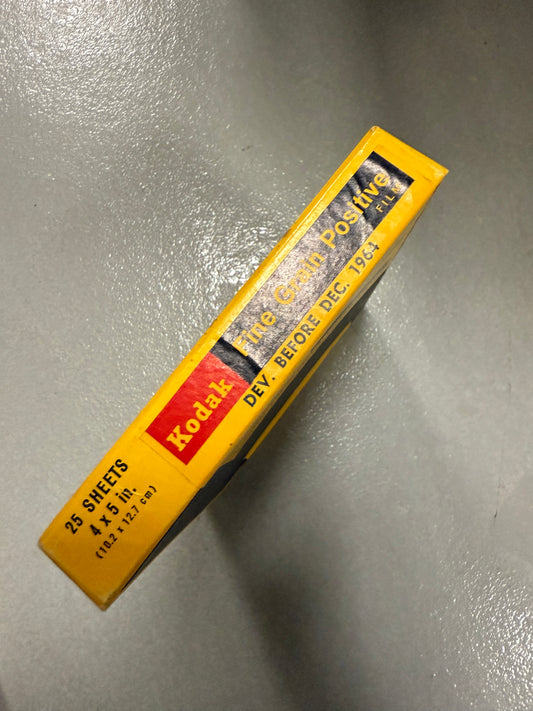 Kodak Fine Grain Positive
FILM
DEV. BEFORE DEC. 1964
25 SHEETS
4 x 5 in.
(10.2 x 12.7 cm)